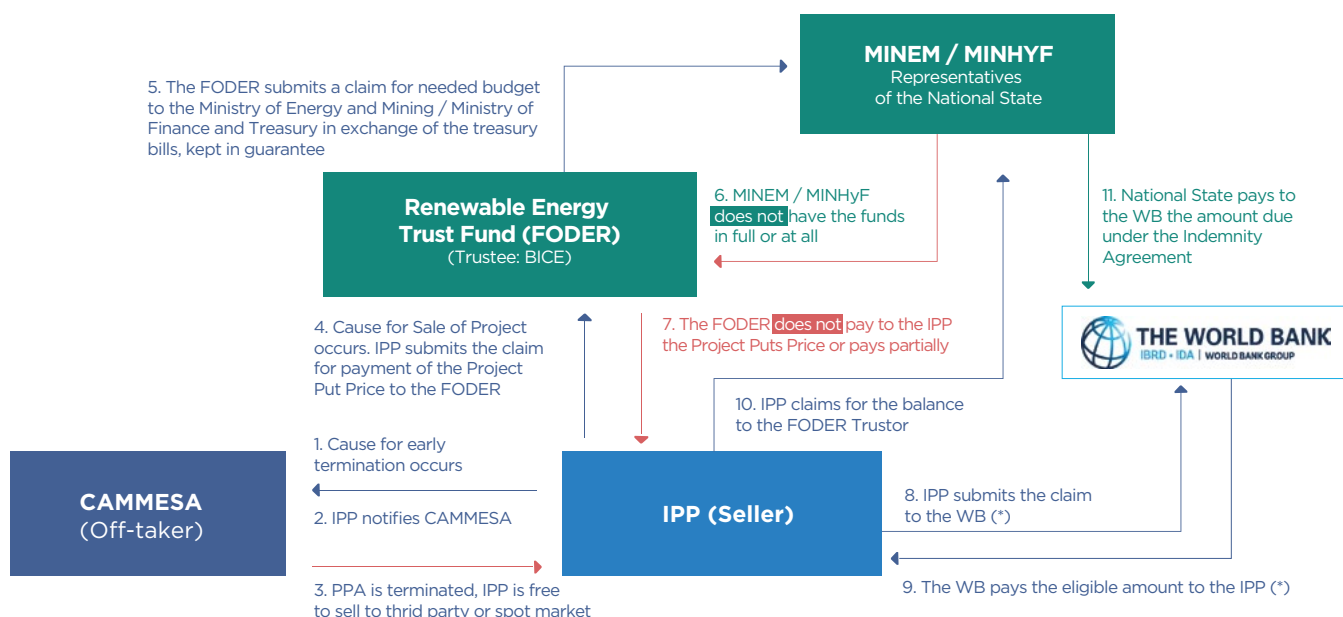 MINEM / MINHYF
Representatives
of the National State
5. The FODER submits a claim for needed budget
to the Ministry of Energy and Mining / Ministry of
Finance and Treasury in exchange of the treasury
bills, kept in guarantee
Renewable Energy
Trust Fund (FODER)
(Trustee: BICE)
6. MINEM / MINHyF
does not have the funds
in full or at all
11. National State pays to
the WB the amount due
under the Indemnity
Agreement
4. Cause for Sale of Project
occurs. IPP submits the claim
for payment of the Project
Put Price to the FODER
7. The FODER does not pay to the IPP
the Project Puts Price or pays partially
THE WORLD BANK
IBRD • IDA | WORLD BANK GROUP
10. IPP claims for the balance
to the FODER Trustor
1. Cause for early
termination occurs
CAMMESA
(Off-taker)
2. IPP notifies CAMMESA
IPP (Seller)
8. IPP submits the claim
to the WB (*)
9. The WB pays the eligible amount to the IPP (*)
3. PPA is terminated, IPP is free
to sell to thrid party or spot market